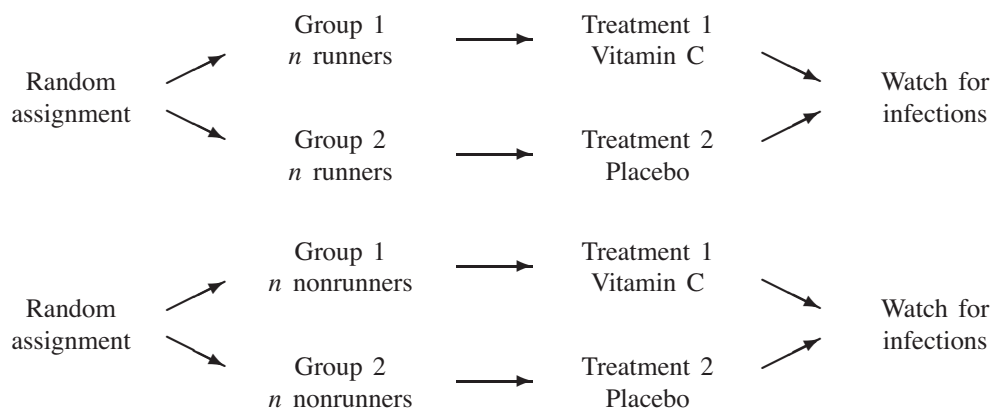 Random
assignment
Group 1
n runners
Treatment 1
Vitamin C
Group 2
n runners
Treatment 2
Placebo
Watch for
infections
Random
assignment
Group 1
n nonrunners
Treatment 1
Vitamin C
Group 2
n nonrunners
Treatment 2
Placebo
Watch for
infections